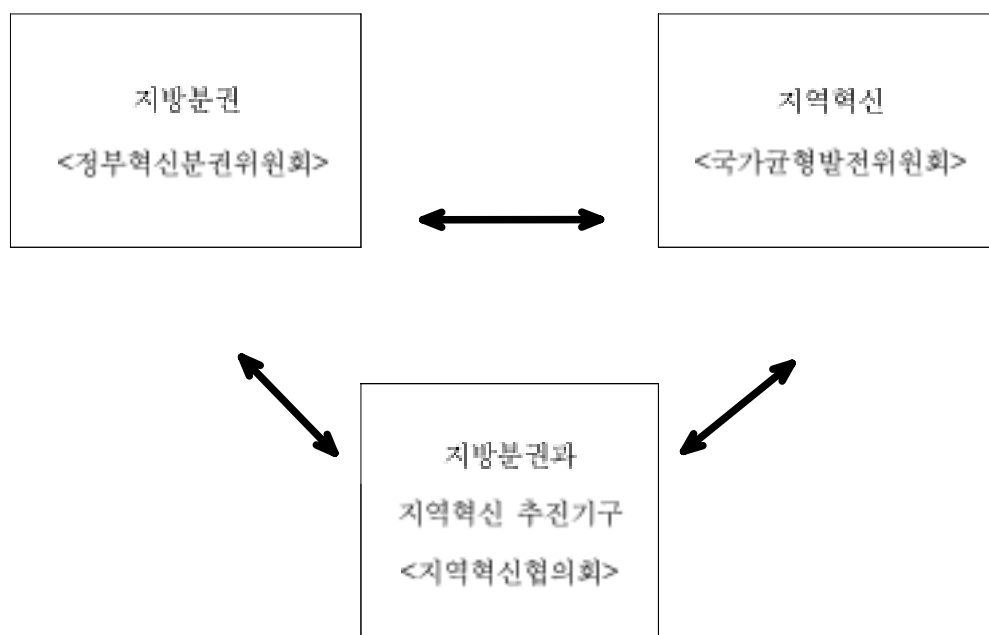 지방분권
<정부혁신분권위원회>
지역혁신
<국가균형발전위원회>
지방분권과
지역혁신 추진기구
<지역혁신협의회>